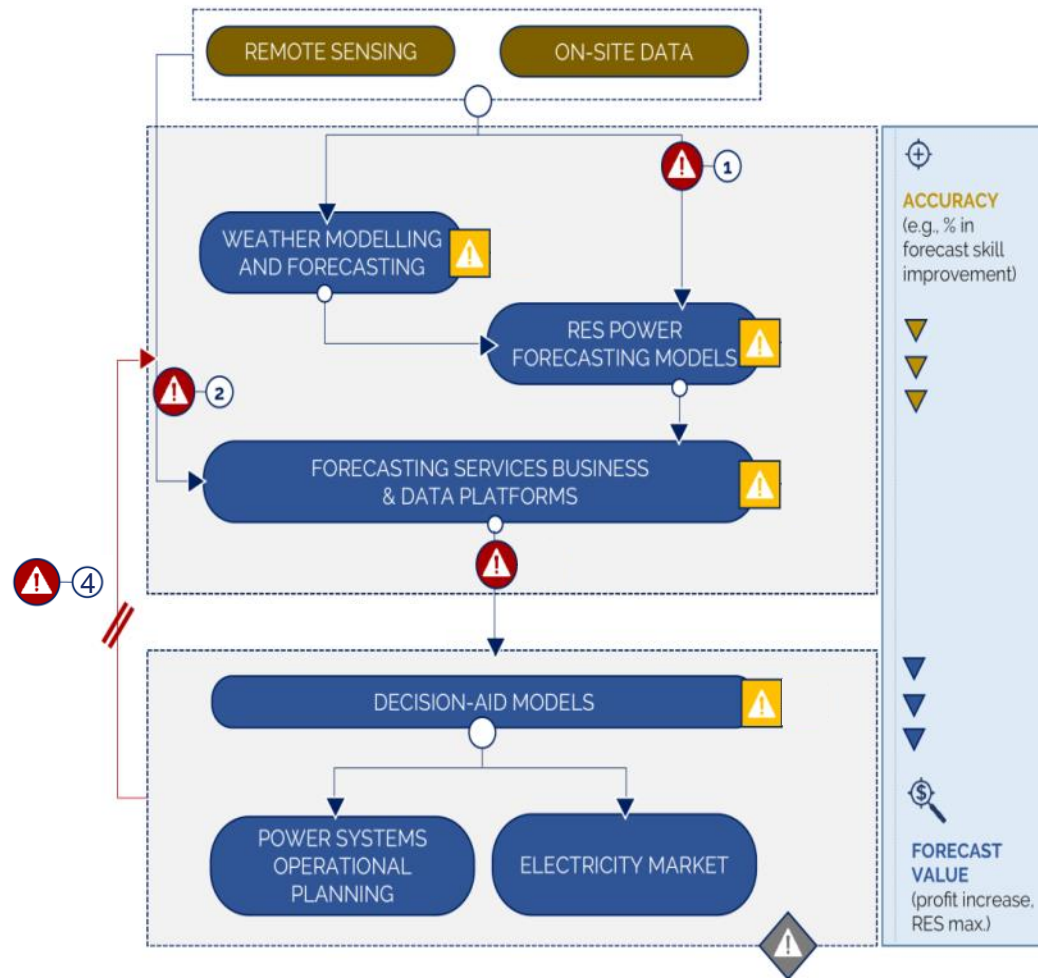 REMOTE SENSING
ON-SITE DATA
1
WEATHER MODELLING
AND FORECASTING
RES POWER
FORECASTING MODELS
2
FORECASTING SERVICES BUSINESS
& DATA PLATFORMS
4
DECISION-AID MODELS
POWER SYSTEMS
OPERATIONAL
PLANNING
ELECTRICITY MARKET
ACCURACY
(e.g., % in
forecast skill
improvement)
$
FORECAST
VALUE
(profit increase,
RES max.)